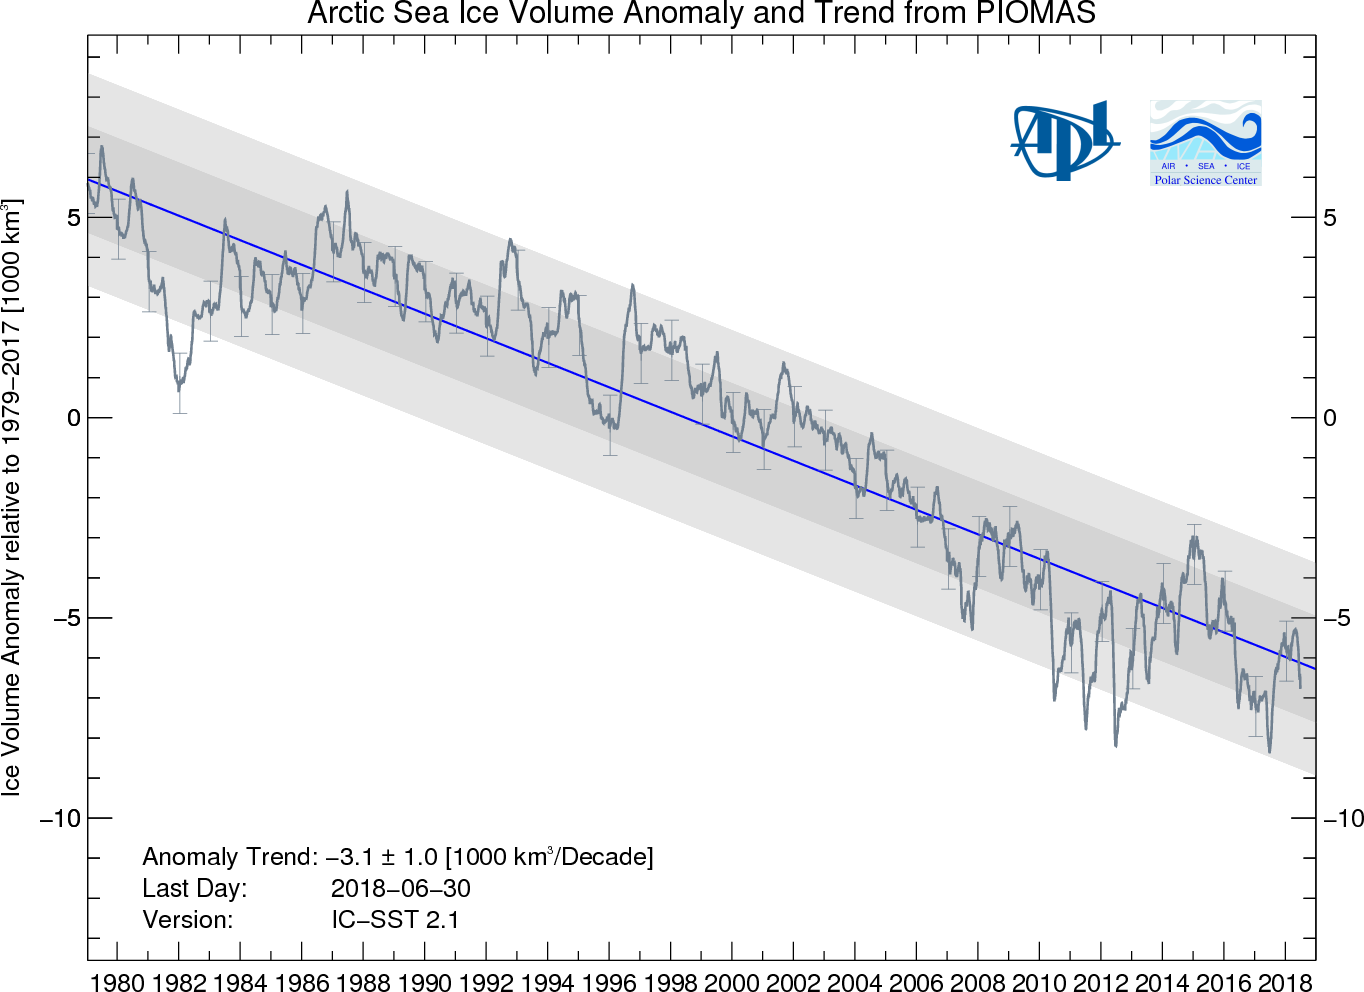 Arctic Sea Ice Volume Anomaly and Trend from PIOMAS
Ice Volume Anomaly relative to 1979−2017 [1000 km³]
5
0
−5
−10
5
0
−5
−10
APL
AIR • SEA • ICE
Polar Science Center
Anomaly Trend: −3.1 ± 1.0 [1000 km³/Decade]
Last Day: 2018−06−30
Version: IC−SST 2.1
1980 1982 1984 1986 1988 1990 1992 1994 1996 1998 2000 2002 2004 2006 2008 2010 2012 2014 2016 2018